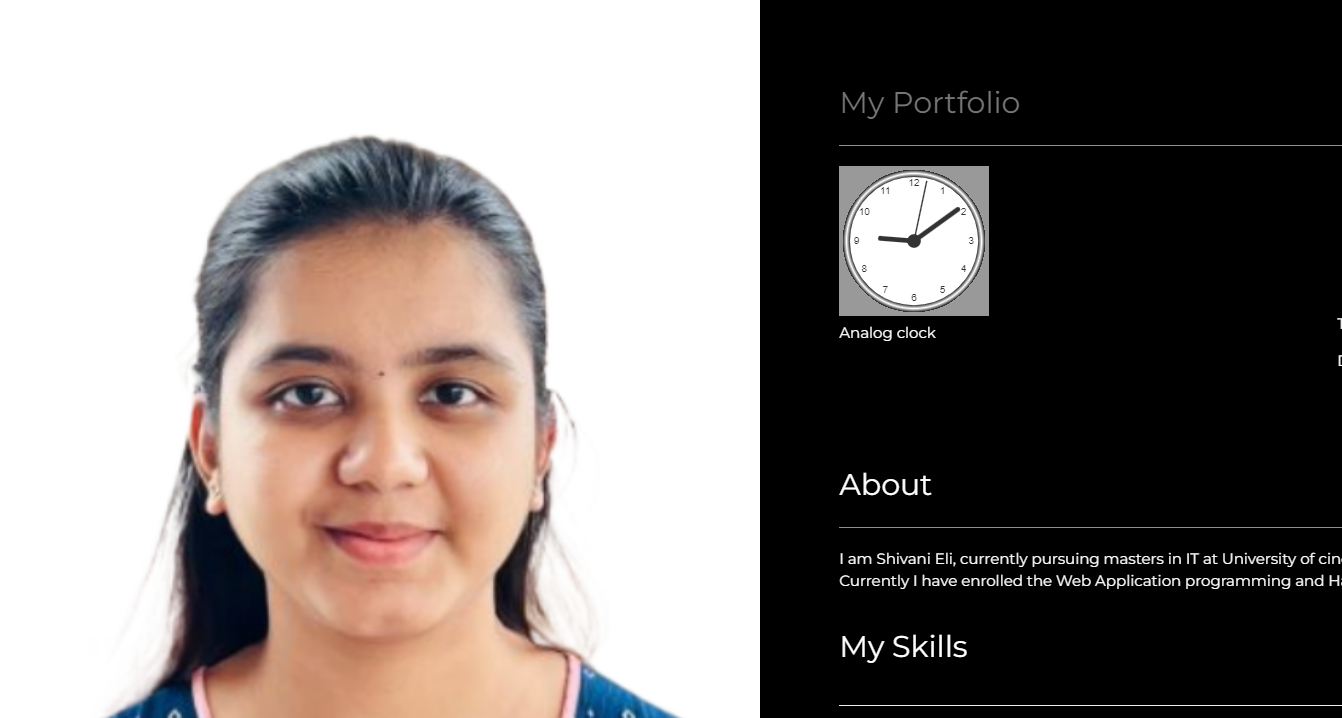 My Portfolio
12
11
1
10
2
9
3
8
4
7
5
6
Analog clock
About
I am Shivani Eli, currently pursuing masters in IT at University of
Currently I have enrolled the Web Application programming and
My Skills